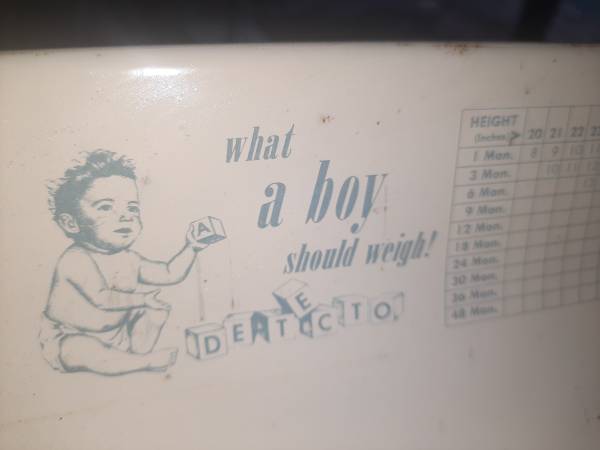 what
a boy
should weigh!
A
DETECTO
HEIGHT 20 21 22
(Inches)
1 Mon. 8 9 10
3 Mon. 10 11
6 Mon.
9 Mon.
12 Mon.
18 Mon.
24 Mon.
30 Mon.
36 Mon.
48 Mon.